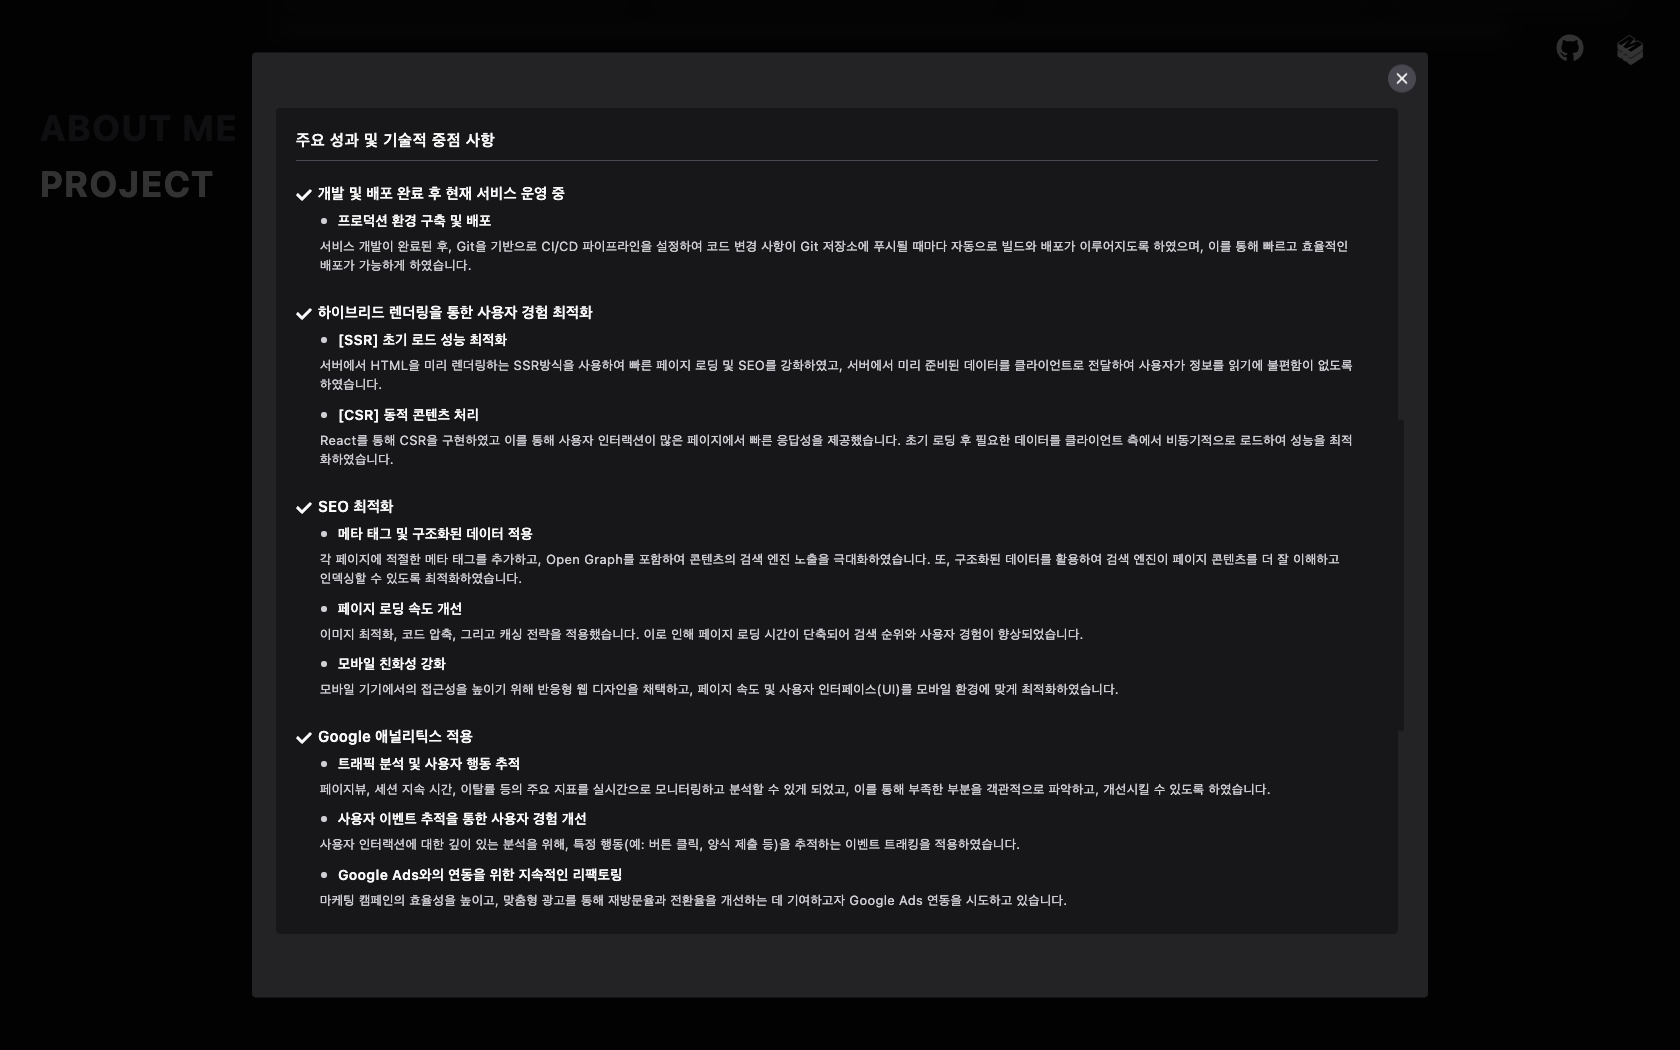 ABOUT ME
PROJECT
주요 성과 및 기술적 중점 사항
개발 및 배포 완료 후 현재 서비스 운영 중
프로덕션 환경 구축 및 배포
서비스 개발이 완료된 후, Git을 기반으로 CI/CD 파이프라인을 설정하여 코드 변경 사항이 Git 저장소에 푸시될 때마다 자동으로 빌드와 배포가 이루어지도록 하였으며, 이를 통해 빠르고 효율적인
배포가 가능하게 하였습니다.
하이브리드 렌더링을 통한 사용자 경험 최적화
[SSR] 초기 로드 성능 최적화
서버에서 HTML을 미리 렌더링하는 SSR방식을 사용하여 빠른 페이지 로딩 및 SEO를 강화하였고, 서버에서 미리 준비된 데이터를 클라이언트로 전달하여 사용자가 정보를 읽기에 불편함이 없도록
하였습니다.
[CSR] 동적 콘텐츠 처리
React를 통해 CSR을 구현하였고 이를 통해 사용자 인터랙션이 많은 페이지에서 빠른 응답성을 제공했습니다. 초기 로딩 후 필요한 데이터를 클라이언트 측에서 비동기적으로 로드하여 성능을 최적
화하였습니다.
SEO 최적화
메타 태그 및 구조화된 데이터 적용
각 페이지에 적절한 메타 태그를 추가하고, Open Graph를 포함하여 콘텐츠의 검색 엔진 노출을 극대화하였습니다. 또, 구조화된 데이터를 활용하여 검색 엔진이 페이지 콘텐츠를 더 잘 이해하고
인덱싱할 수 있도록 최적화하였습니다.
페이지 로딩 속도 개선
이미지 최적화, 코드 압축, 그리고 캐싱 전략을 적용했습니다. 이로 인해 페이지 로딩 시간이 단축되어 검색 순위와 사용자 경험이 향상되었습니다.
모바일 친화성 강화
모바일 기기에서의 접근성을 높이기 위해 반응형 웹 디자인을 채택하고, 페이지 속도 및 사용자 인터페이스(UI)를 모바일 환경에 맞게 최적화하였습니다.
Google 애널리틱스 적용
트래픽 분석 및 사용자 행동 추적
페이지뷰, 세션 지속 시간, 이탈률 등의 주요 지표를 실시간으로 모니터링하고 분석할 수 있게 되었고, 이를 통해 부족한 부분을 객관적으로 파악하고, 개선시킬 수 있도록 하였습니다.
사용자 이벤트 추적을 통한 사용자 경험 개선
사용자 인터랙션에 대한 깊이 있는 분석을 위해, 특정 행동(예: 버튼 클릭, 양식 제출 등)을 추적하는 이벤트 트래킹을 적용하였습니다.
Google Ads와의 연동을 위한 지속적인 리팩토링
마케팅 캠페인의 효율성을 높이고, 맞춤형 광고를 통해 재방문율과 전환율을 개선하는 데 기여하고자 Google Ads 연동을 시도하고 있습니다.